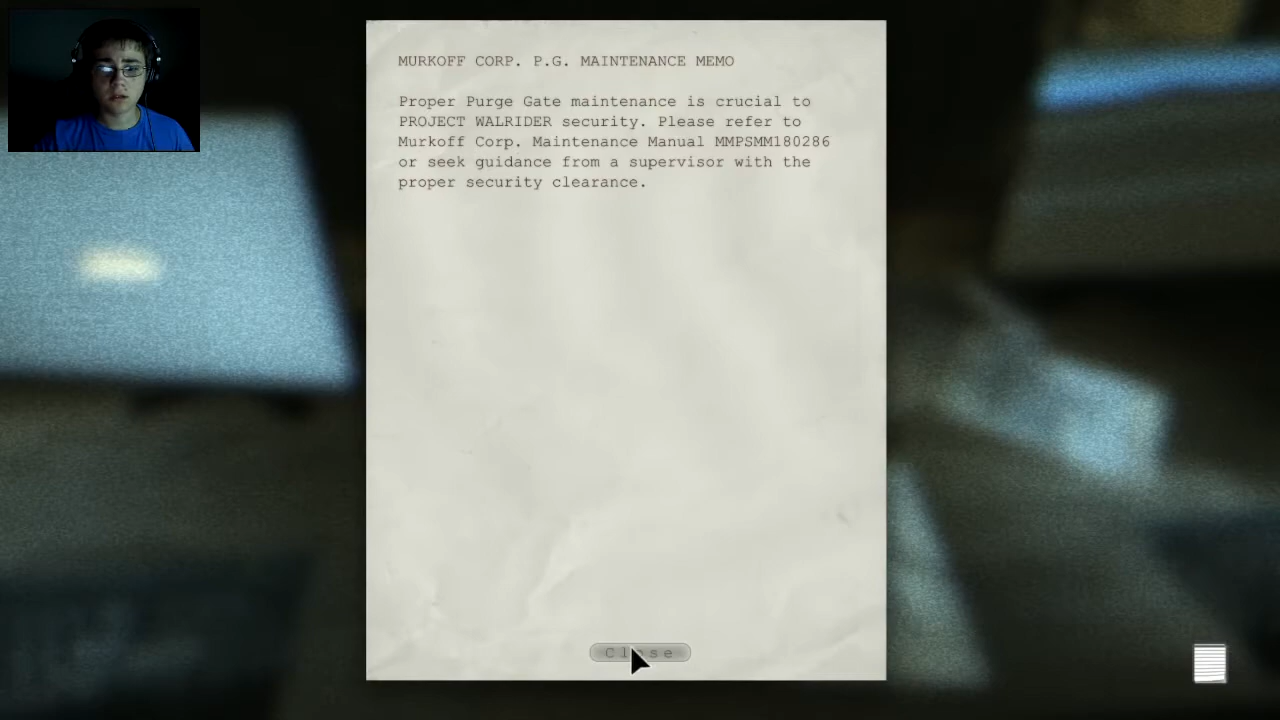 MURKOFF CORP. P.G. MAINTENANCE MEMO
Proper Purge Gate maintenance is crucial to
PROJECT WALRIDER security. Please refer to
Murkoff Corp. Maintenance Manual MMPSMM180286
or seek guidance from a supervisor with the
proper security clearance.
Close